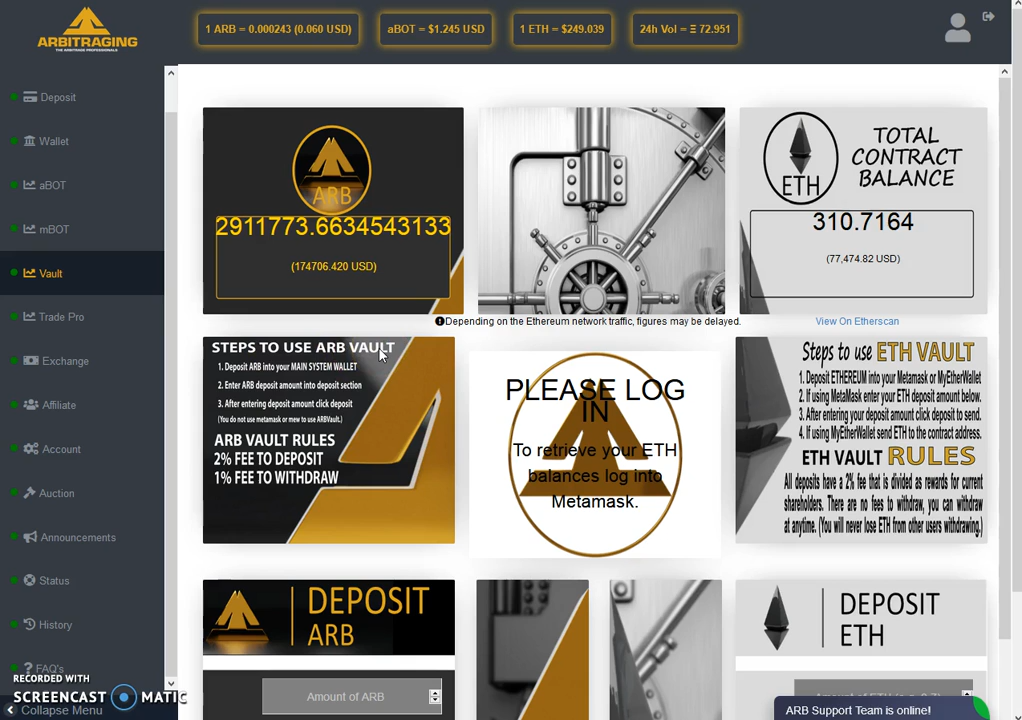 ARBITRAGING
THE ARBITRAGE PROFESSIONALS
1 ARB = 0.000243 (0.060 USD)
aBOT = $1.245 USD
1 ETH = $249.039
24h Vol = Ξ 72.951
Deposit
Wallet
aBOT
mBOT
Vault
Trade Pro
Exchange
Affiliate
Account
Auction
Announcements
Status
History
FAQ's
Collapse Menu
RECORDED WITH
SCREENCAST MATIC
ARB
2911773.6634543133
(174706.420 USD)
ETH
TOTAL
CONTRACT
BALANCE
310.7164
(77,474.82 USD)
Depending on the Ethereum network traffic, figures may be delayed.
View On Etherscan
STEPS TO USE ARB VAULT
1. Deposit ARB into your MAIN SYSTEM WALLET
2. Enter ARB deposit amount into deposit section
3. After entering deposit amount click deposit
(You do not use metamask or mew to use ARBVault.)
ARB VAULT RULES
2% FEE TO DEPOSIT
1% FEE TO WITHDRAW
PLEASE LOG
IN
To retrieve your ETH
balances log into
Metamask.
Steps to use ETH VAULT
1. Deposit ETHEREUM into your Metamask or MyEtherWallet
2. If using MetaMask enter your ETH deposit amount below.
3. After entering your deposit amount click deposit to send.
4. If using MyEtherWallet send ETH to the contract address.
ETH VAULT RULES
All deposits have a 2% fee that is divided as rewards for current
shareholders. There are no fees to withdraw, you can withdraw
at anytime. (You will never lose ETH from other users withdrawing.)
DEPOSIT
ARB
Amount of ARB
DEPOSIT
ETH
ARB Support Team is online!